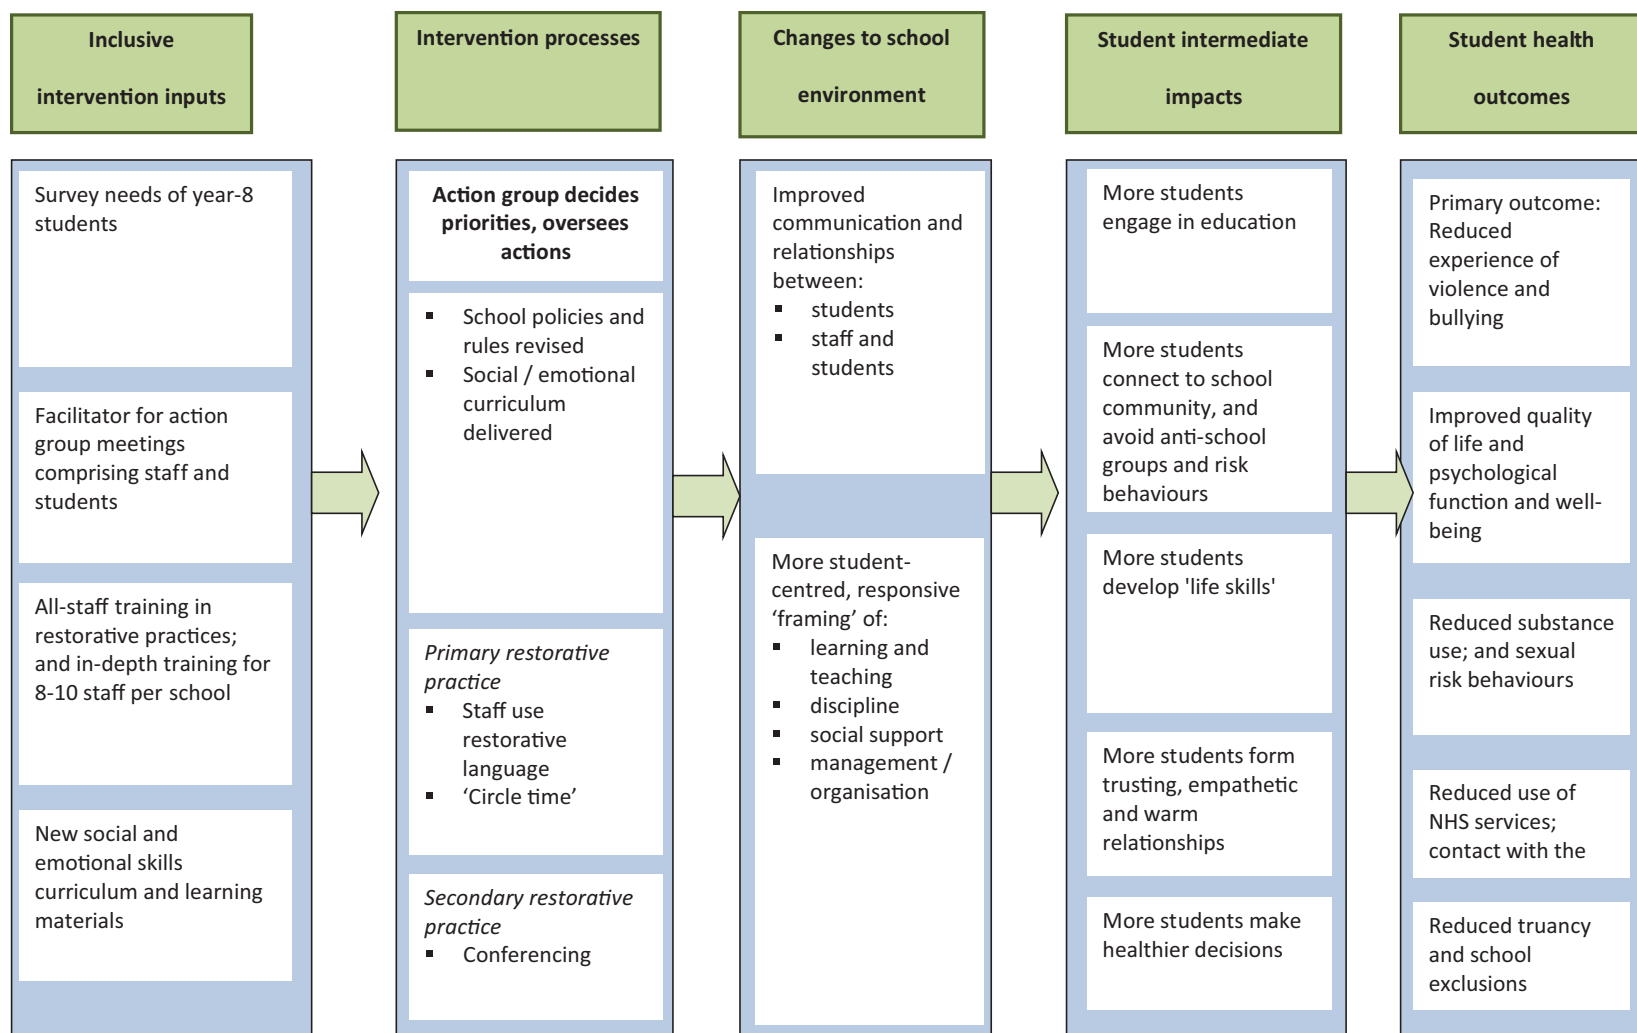 Inclusive
intervention inputs
Intervention processes
Changes to school
environment
Student intermediate
impacts
Student health
outcomes
Survey needs of year-8
students
Facilitator for action
group meetings
comprising staff and
students
All-staff training in
restorative practices;
and in-depth training for
8-10 staff per school
New social and
emotional skills
curriculum and learning
materials
Action group decides
priorities, oversees
actions
▪ School policies and
rules revised
▪ Social / emotional
curriculum
delivered
Primary restorative
practice
▪ Staff use
restorative
language
▪ ‘Circle time’
Secondary restorative
practice
▪ Conferencing
Improved
communication and
relationships
between:
▪ students
▪ staff and
students
More student-
centred, responsive
‘framing’ of:
▪ learning and
teaching
▪ discipline
▪ social support
▪ management /
organisation
More students
engage in education
More students
connect to school
community, and
avoid anti-school
groups and risk
behaviours
More students
develop 'life skills'
More students form
trusting, empathetic
and warm
relationships
More students make
healthier decisions
Primary outcome:
Reduced
experience of
violence and
bullying
Improved quality
of life and
psychological
function and well-
being
Reduced substance
use; and sexual
risk behaviours
Reduced use of
NHS services;
contact with the
Reduced truancy
and school
exclusions